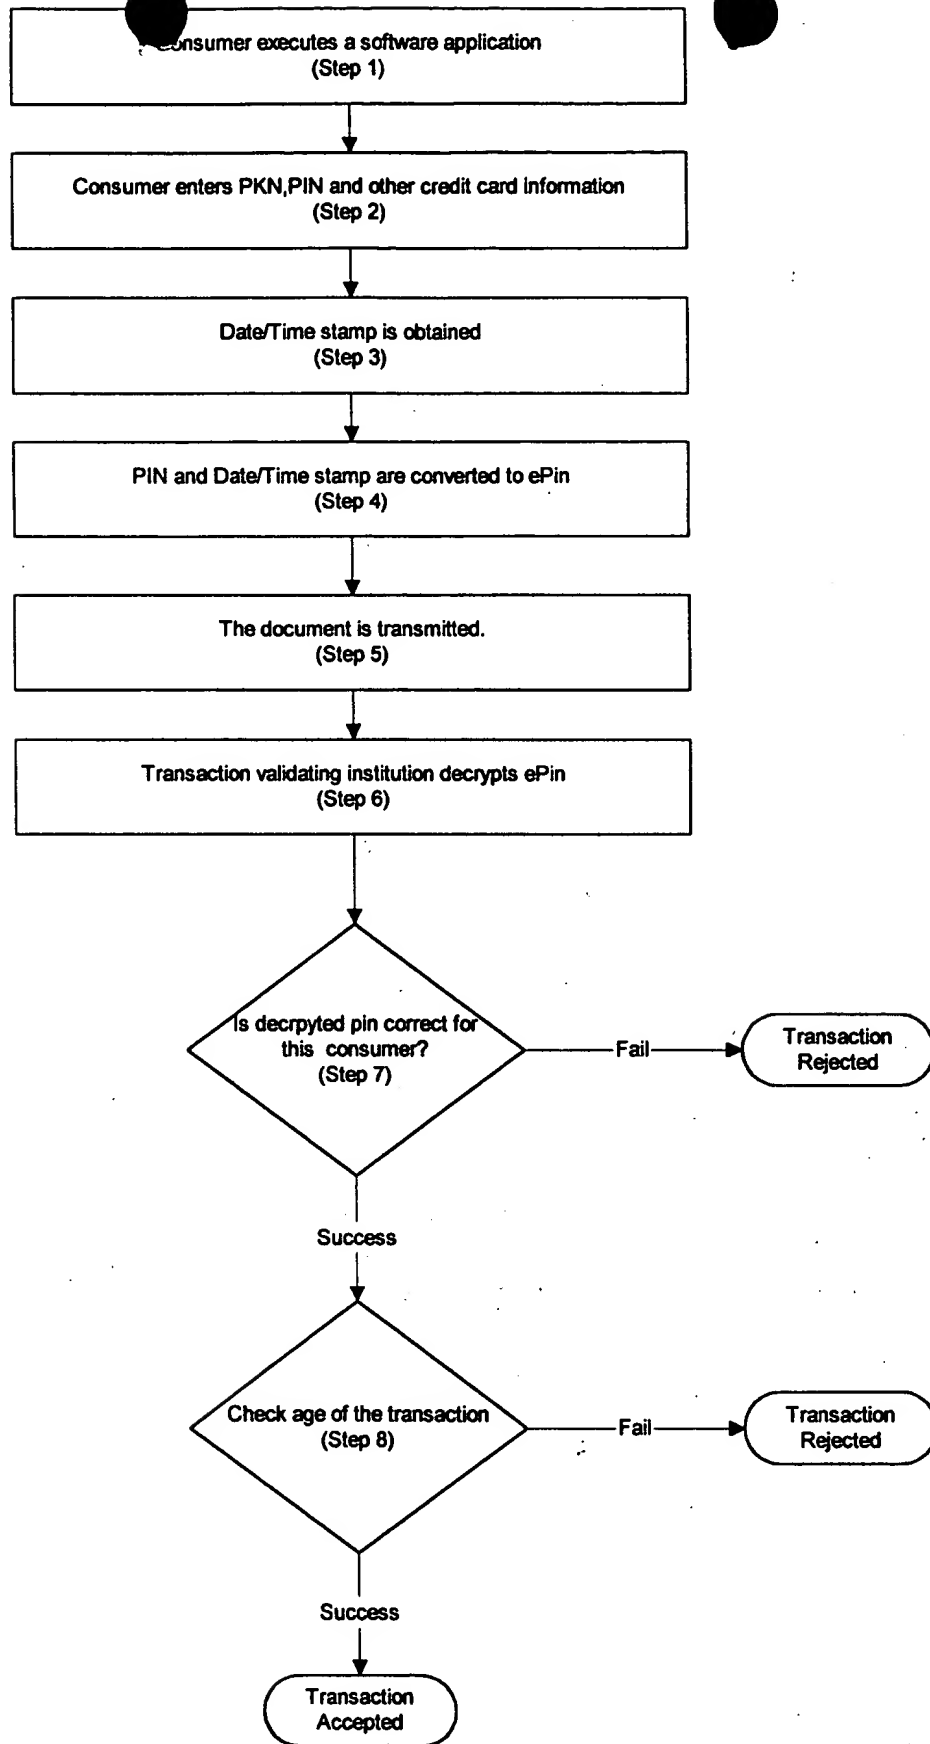 Consumer executes a software application
(Step 1)
Consumer enters PKN,PIN and other credit card information
(Step 2)
Date/Time stamp is obtained
(Step 3)
PIN and Date/Time stamp are converted to ePin
(Step 4)
The document is transmitted.
(Step 5)
Transaction validating institution decrypts ePin
(Step 6)
Is decrpyted pin correct for
this consumer?
(Step 7)
Fail
Transaction
Rejected
Success
Check age of the transaction
(Step 8)
Fail
Transaction
Rejected
Success
Transaction
Accepted